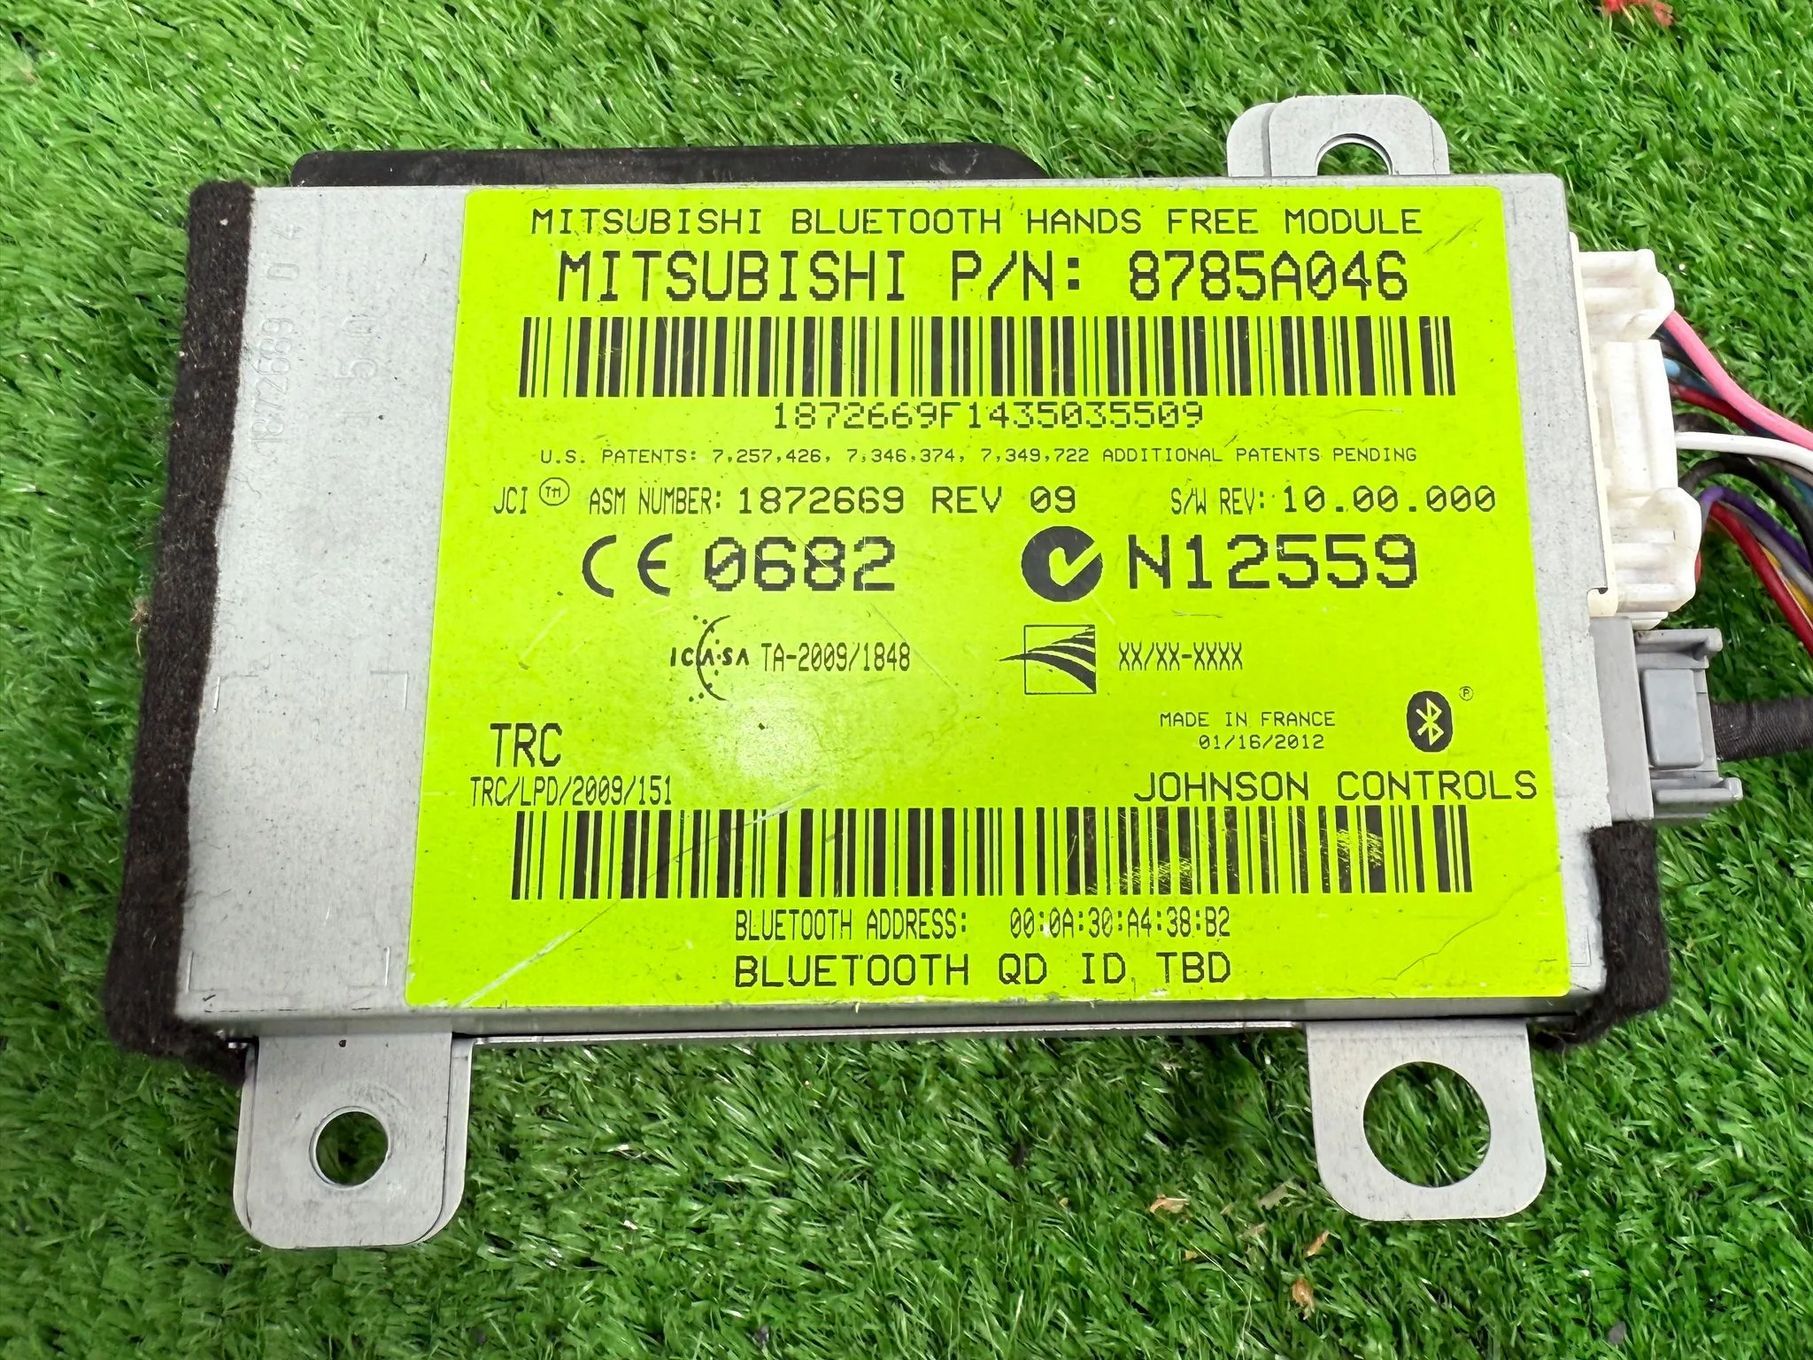 MITSUBISHI BLUETOOTH HANDS FREE MODULE
MITSUBISHI P/N: 8785A046
1872669F1435035509
U.S. PATENTS: 7,257,426, 7,346,374, 7,349,722 ADDITIONAL PATENTS PENDING
JCI TM ASM NUMBER: 1872669 REV 09 S/W REV: 10.00.000
CE 0682 N12559
ICASA TA-2009/1848 XX/XX-XXXX
MADE IN FRANCE
01/16/2012
TRC
TRC/LPD/2009/151
JOHNSON CONTROLS
BLUETOOTH ADDRESS: 00:0A:30:A4:38:B2
BLUETOOTH QD ID TBD